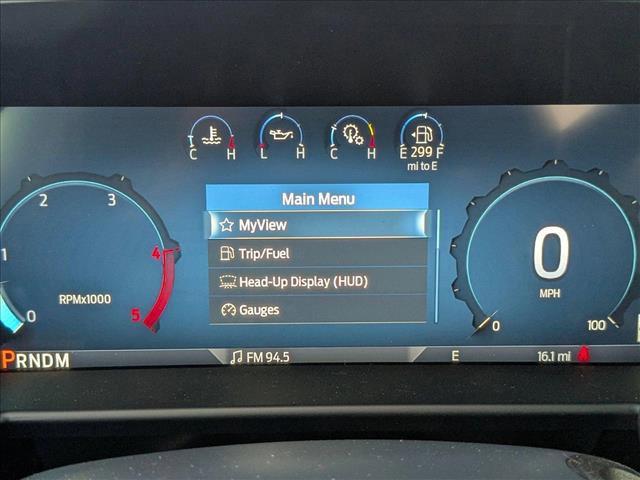 C H
L H
C H
E 299 F
mi to E
Main Menu
MyView
Trip/Fuel
Head-Up Display (HUD)
Gauges
0 1 2 3 4 5
RPMx1000
0
MPH
0 100
PRNDM
FM 94.5
E
16.1 mi